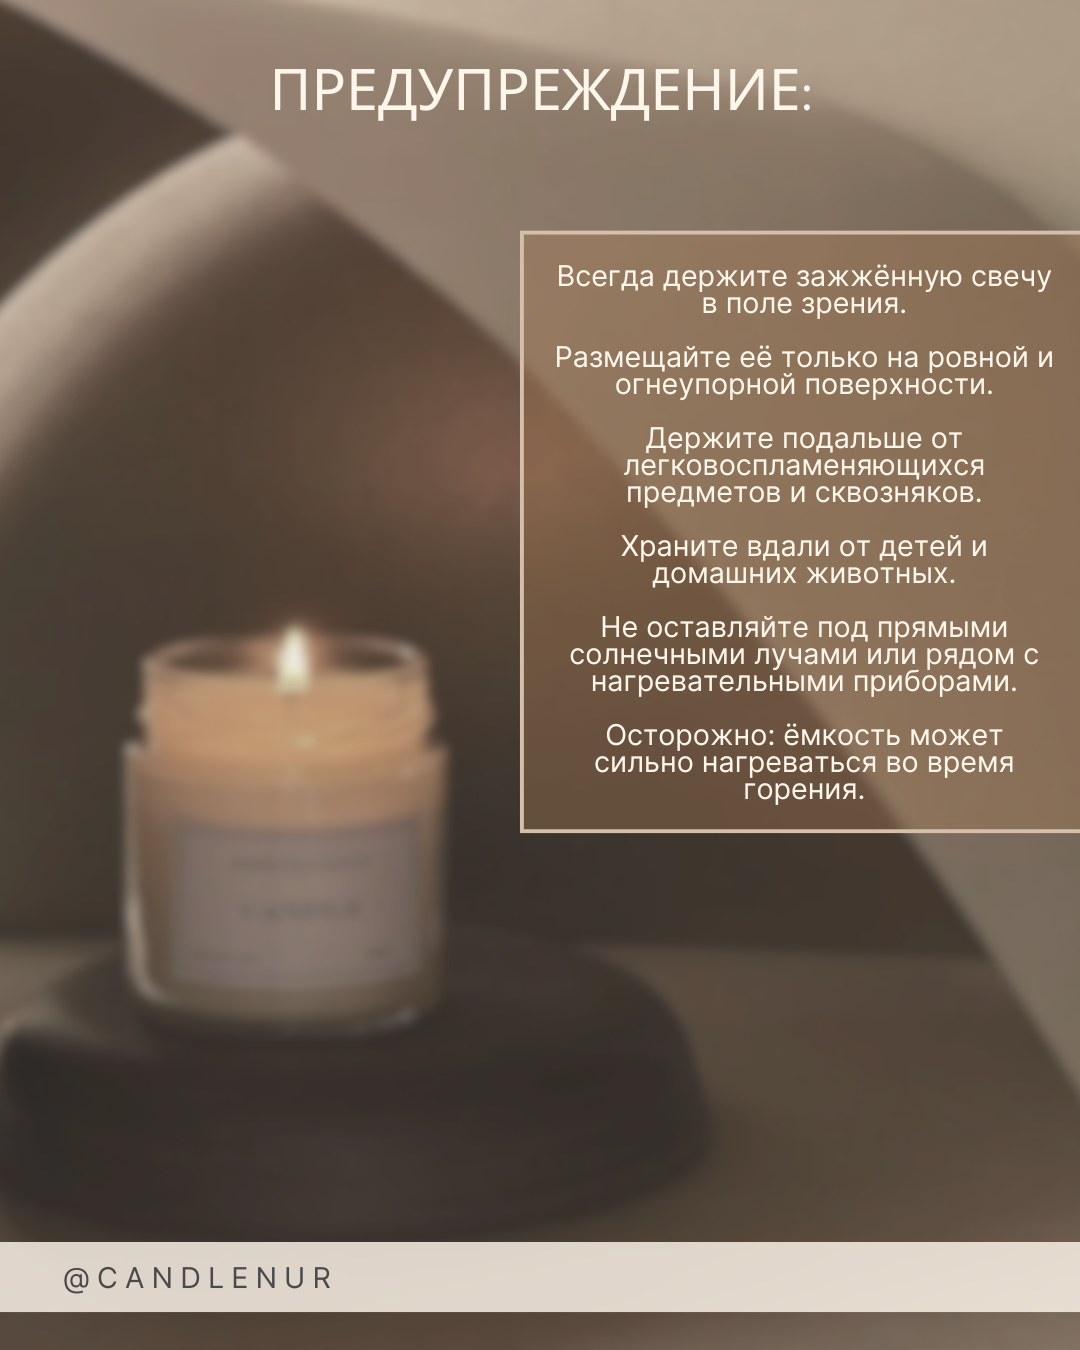 ПРЕДУПРЕЖДЕНИЕ:
Всегда держите зажжённую свечу
в поле зрения.
Размещайте её только на ровной и
огнеупорной поверхности.
Держите подальше от
легковоспламеняющихся
предметов и сквозняков.
Храните вдали от детей и
домашних животных.
Не оставляйте под прямыми
солнечными лучами или рядом с
нагревательными приборами.
Осторожно: ёмкость может
сильно нагреваться во время
горения.
@CANDLENUR